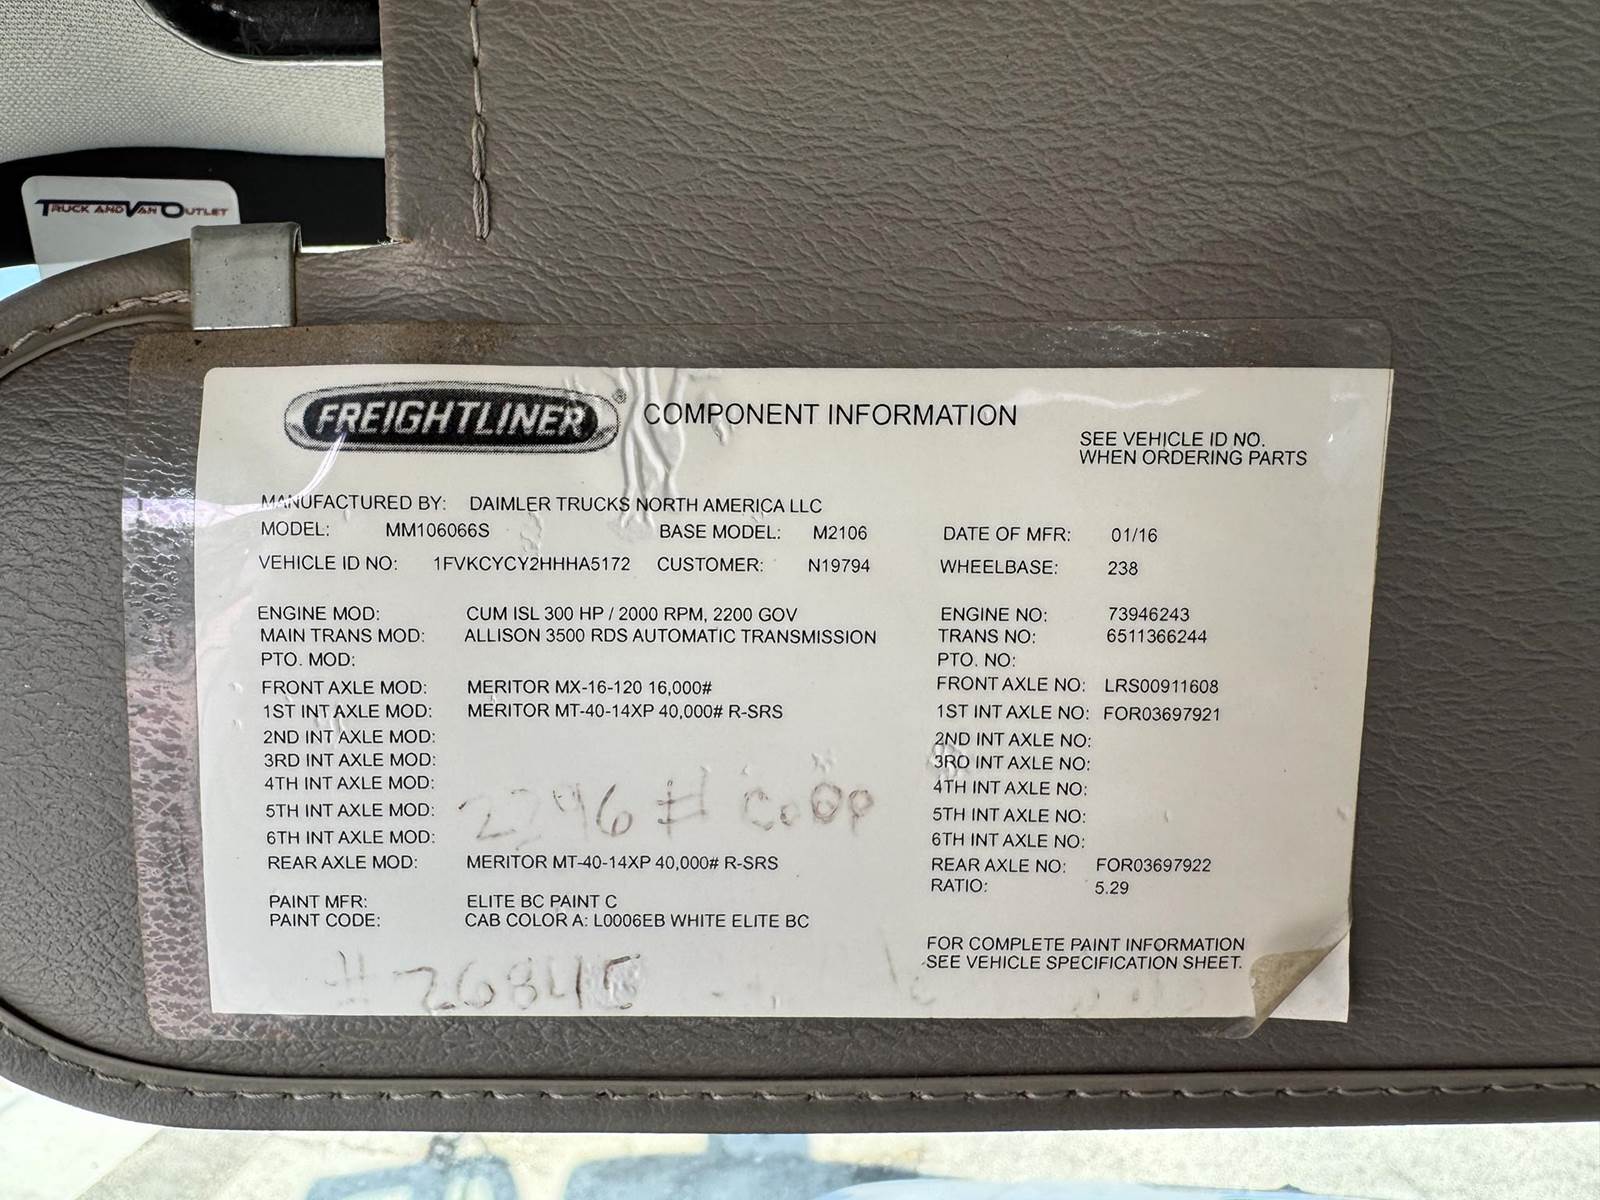 TRUCK AND VAN OUTLET
FREIGHTLINER® COMPONENT INFORMATION
SEE VEHICLE ID NO.
WHEN ORDERING PARTS
MANUFACTURED BY: DAIMLER TRUCKS NORTH AMERICA LLC
MODEL: MM106066S BASE MODEL: M2106 DATE OF MFR: 01/16
VEHICLE ID NO: 1FVKCYCY2HHHA5172 CUSTOMER: N19794 WHEELBASE: 238
ENGINE MOD: CUM ISL 300 HP / 2000 RPM, 2200 GOV ENGINE NO: 73946243
MAIN TRANS MOD: ALLISON 3500 RDS AUTOMATIC TRANSMISSION TRANS NO: 6511366244
PTO. MOD: PTO. NO:
FRONT AXLE MOD: MERITOR MX-16-120 16,000# FRONT AXLE NO: LRS00911608
1ST INT AXLE MOD: MERITOR MT-40-14XP 40,000# R-SRS 1ST INT AXLE NO: FOR03697921
2ND INT AXLE MOD: 2ND INT AXLE NO:
3RD INT AXLE MOD: 3RD INT AXLE NO:
4TH INT AXLE MOD: 4TH INT AXLE NO:
5TH INT AXLE MOD: 5TH INT AXLE NO:
6TH INT AXLE MOD: 6TH INT AXLE NO:
REAR AXLE MOD: MERITOR MT-40-14XP 40,000# R-SRS REAR AXLE NO: FOR03697922
RATIO: 5.29
PAINT MFR: ELITE BC PAINT C
PAINT CODE: CAB COLOR A: L0006EB WHITE ELITE BC
FOR COMPLETE PAINT INFORMATION
SEE VEHICLE SPECIFICATION SHEET.